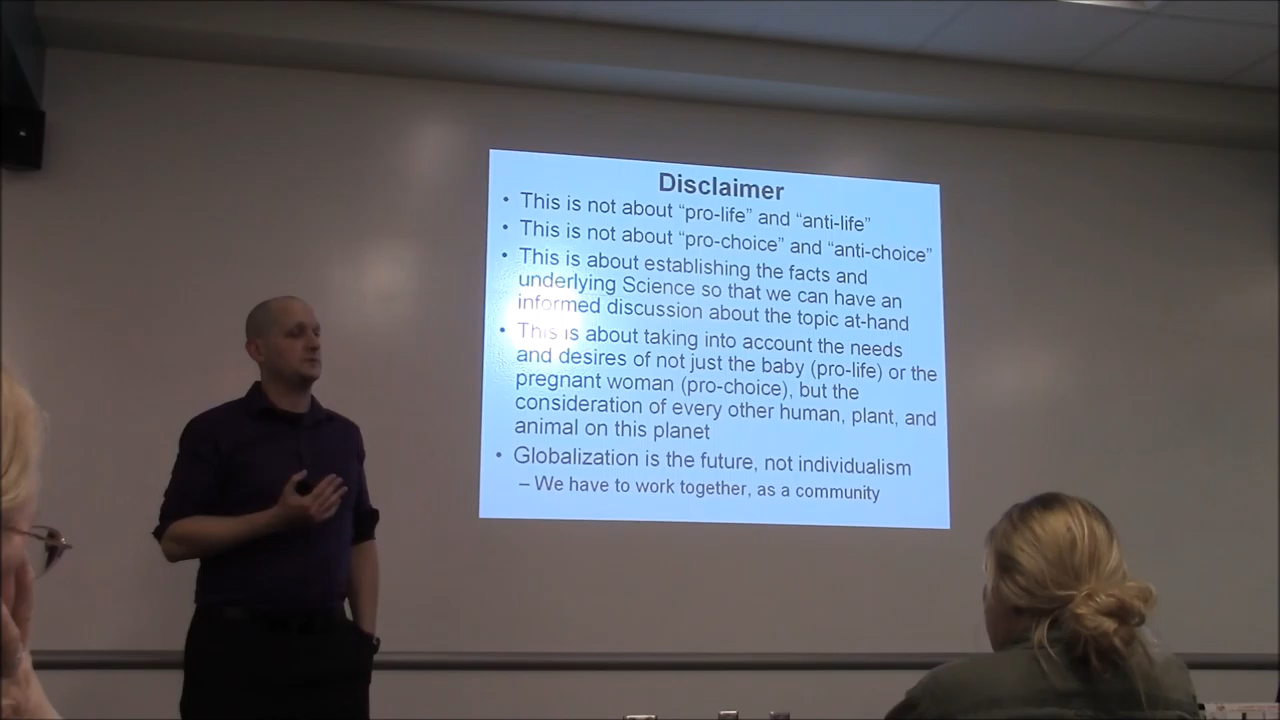 Disclaimer
• This is not about “pro-life” and “anti-life”
• This is not about “pro-choice” and “anti-choice”
• This is about establishing the facts and
underlying Science so that we can have an
informed discussion about the topic at-hand
• This is about taking into account the needs
and desires of not just the baby (pro-life) or the
pregnant woman (pro-choice), but the
consideration of every other human, plant, and
animal on this planet
• Globalization is the future, not individualism
– We have to work together, as a community